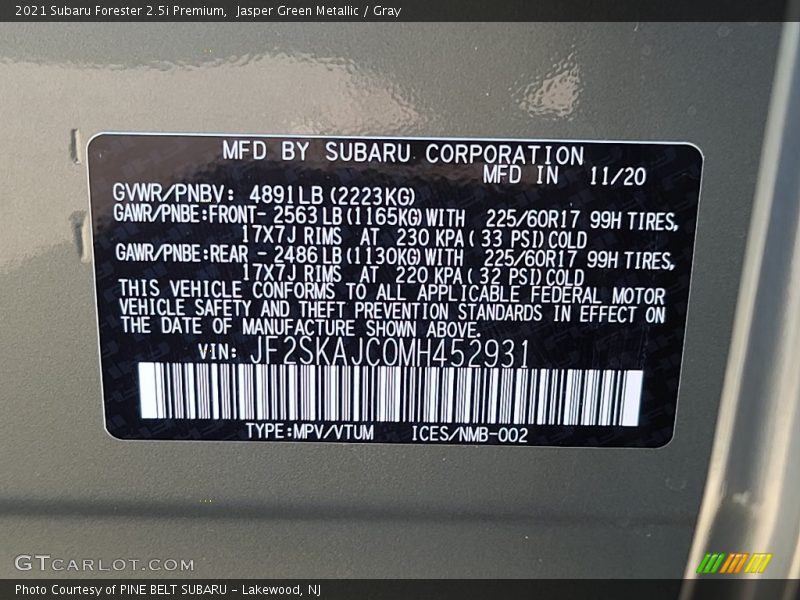 2021 Subaru Forester 2.5i Premium,  Jasper Green Metallic / Gray
MFD BY SUBARU CORPORATION
MFD IN 11/20
GVWR/PNBV: 4891LB (2223KG)
GAWR/PNBE:FRONT- 2563LB(1165KG)WITH 225/60R17 99H TIRES,
17X7J RIMS AT 230 KPA( 33 PSI)COLD
GAWR/PNBE:REAR - 2486LB(1130KG)WITH 225/60R17 99H TIRES,
17X7J RIMS AT 220 KPA( 32 PSI)COLD
THIS VEHICLE CONFORMS TO ALL APPLICABLE FEDERAL MOTOR
VEHICLE SAFETY AND THEFT PREVENTION STANDARDS IN EFFECT ON
THE DATE OF MANUFACTURE SHOWN ABOVE.
VIN: JF2SKAJC0MH452931
TYPE:MPV/VTUM ICES/NMB-002
GTCARLOT.COM
Photo Courtesy of PINE BELT SUBARU - Lakewood, NJ